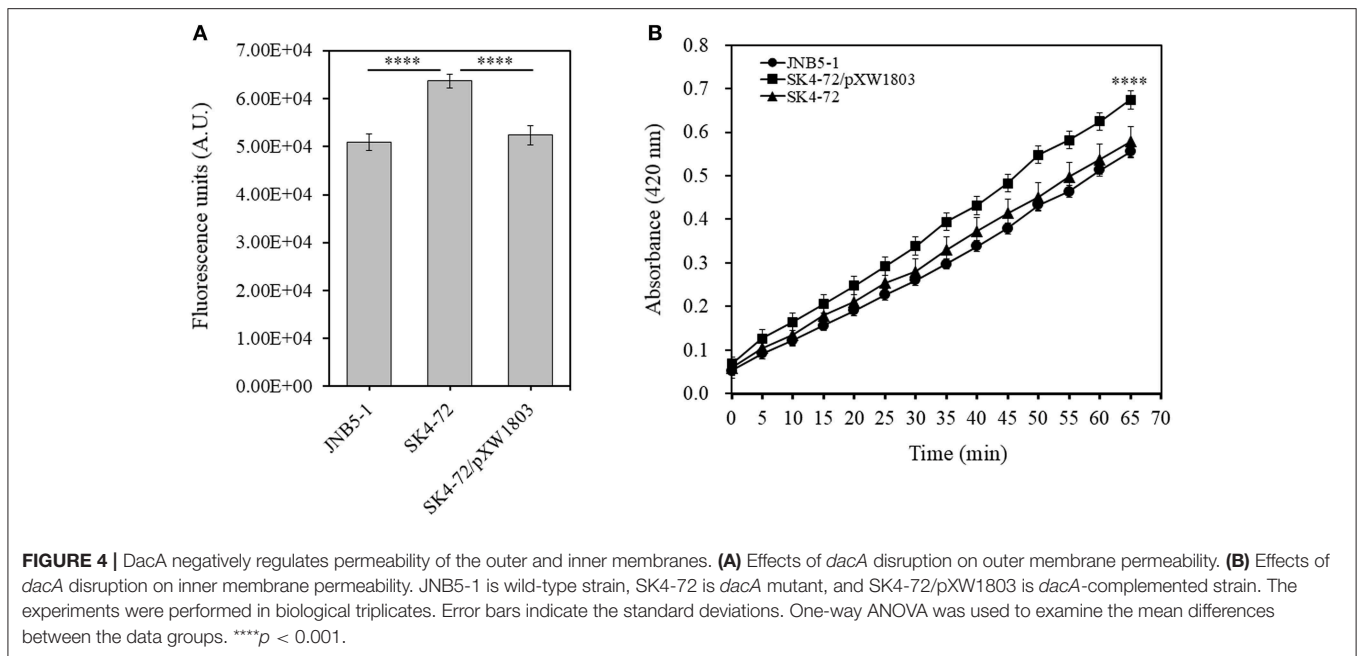 A
7.00E+04
6.00E+04
5.00E+04
4.00E+04
3.00E+04
2.00E+04
1.00E+04
0.00E+00
Fluorescence units (A.U.)
**** ****
JNB5-1
SK4-72
SK4-72/pXW1803
B
0.8
0.7
0.6
0.5
0.4
0.3
0.2
0.1
0.0
Absorbance (420 nm)
JNB5-1
SK4-72/pXW1803
SK4-72
****
0 5 10 15 20 25 30 35 40 45 50 55 60 65 70
Time (min)
FIGURE 4 | DacA negatively regulates permeability of the outer and inner membranes. (A) Effects of dacA disruption on outer membrane permeability. (B) Effects of
dacA disruption on inner membrane permeability. JNB5-1 is wild-type strain, SK4-72 is dacA mutant, and SK4-72/pXW1803 is dacA-complemented strain. The
experiments were performed in biological triplicates. Error bars indicate the standard deviations. One-way ANOVA was used to examine the mean differences
between the data groups. ****p < 0.001.